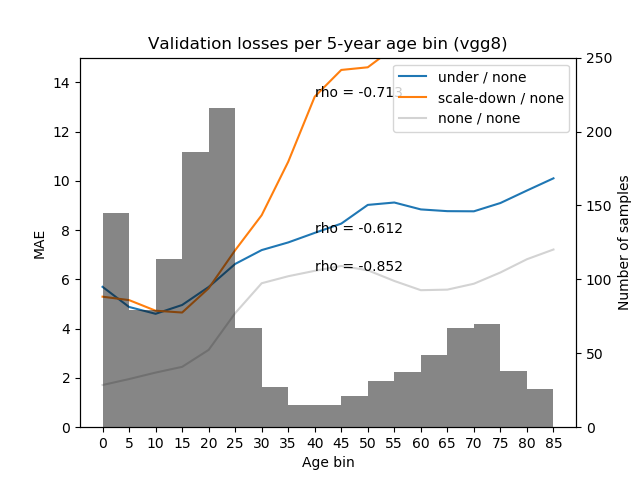 Validation losses per 5-year age bin (vgg8)
under / none
scale-down / none
none / none
rho = -0.713
rho = -0.612
rho = -0.852
MAE
14
12
10
8
6
4
2
0
250
200
150
100
50
0
Number of samples
0 5 10 15 20 25 30 35 40 45 50 55 60 65 70 75 80 85
Age bin